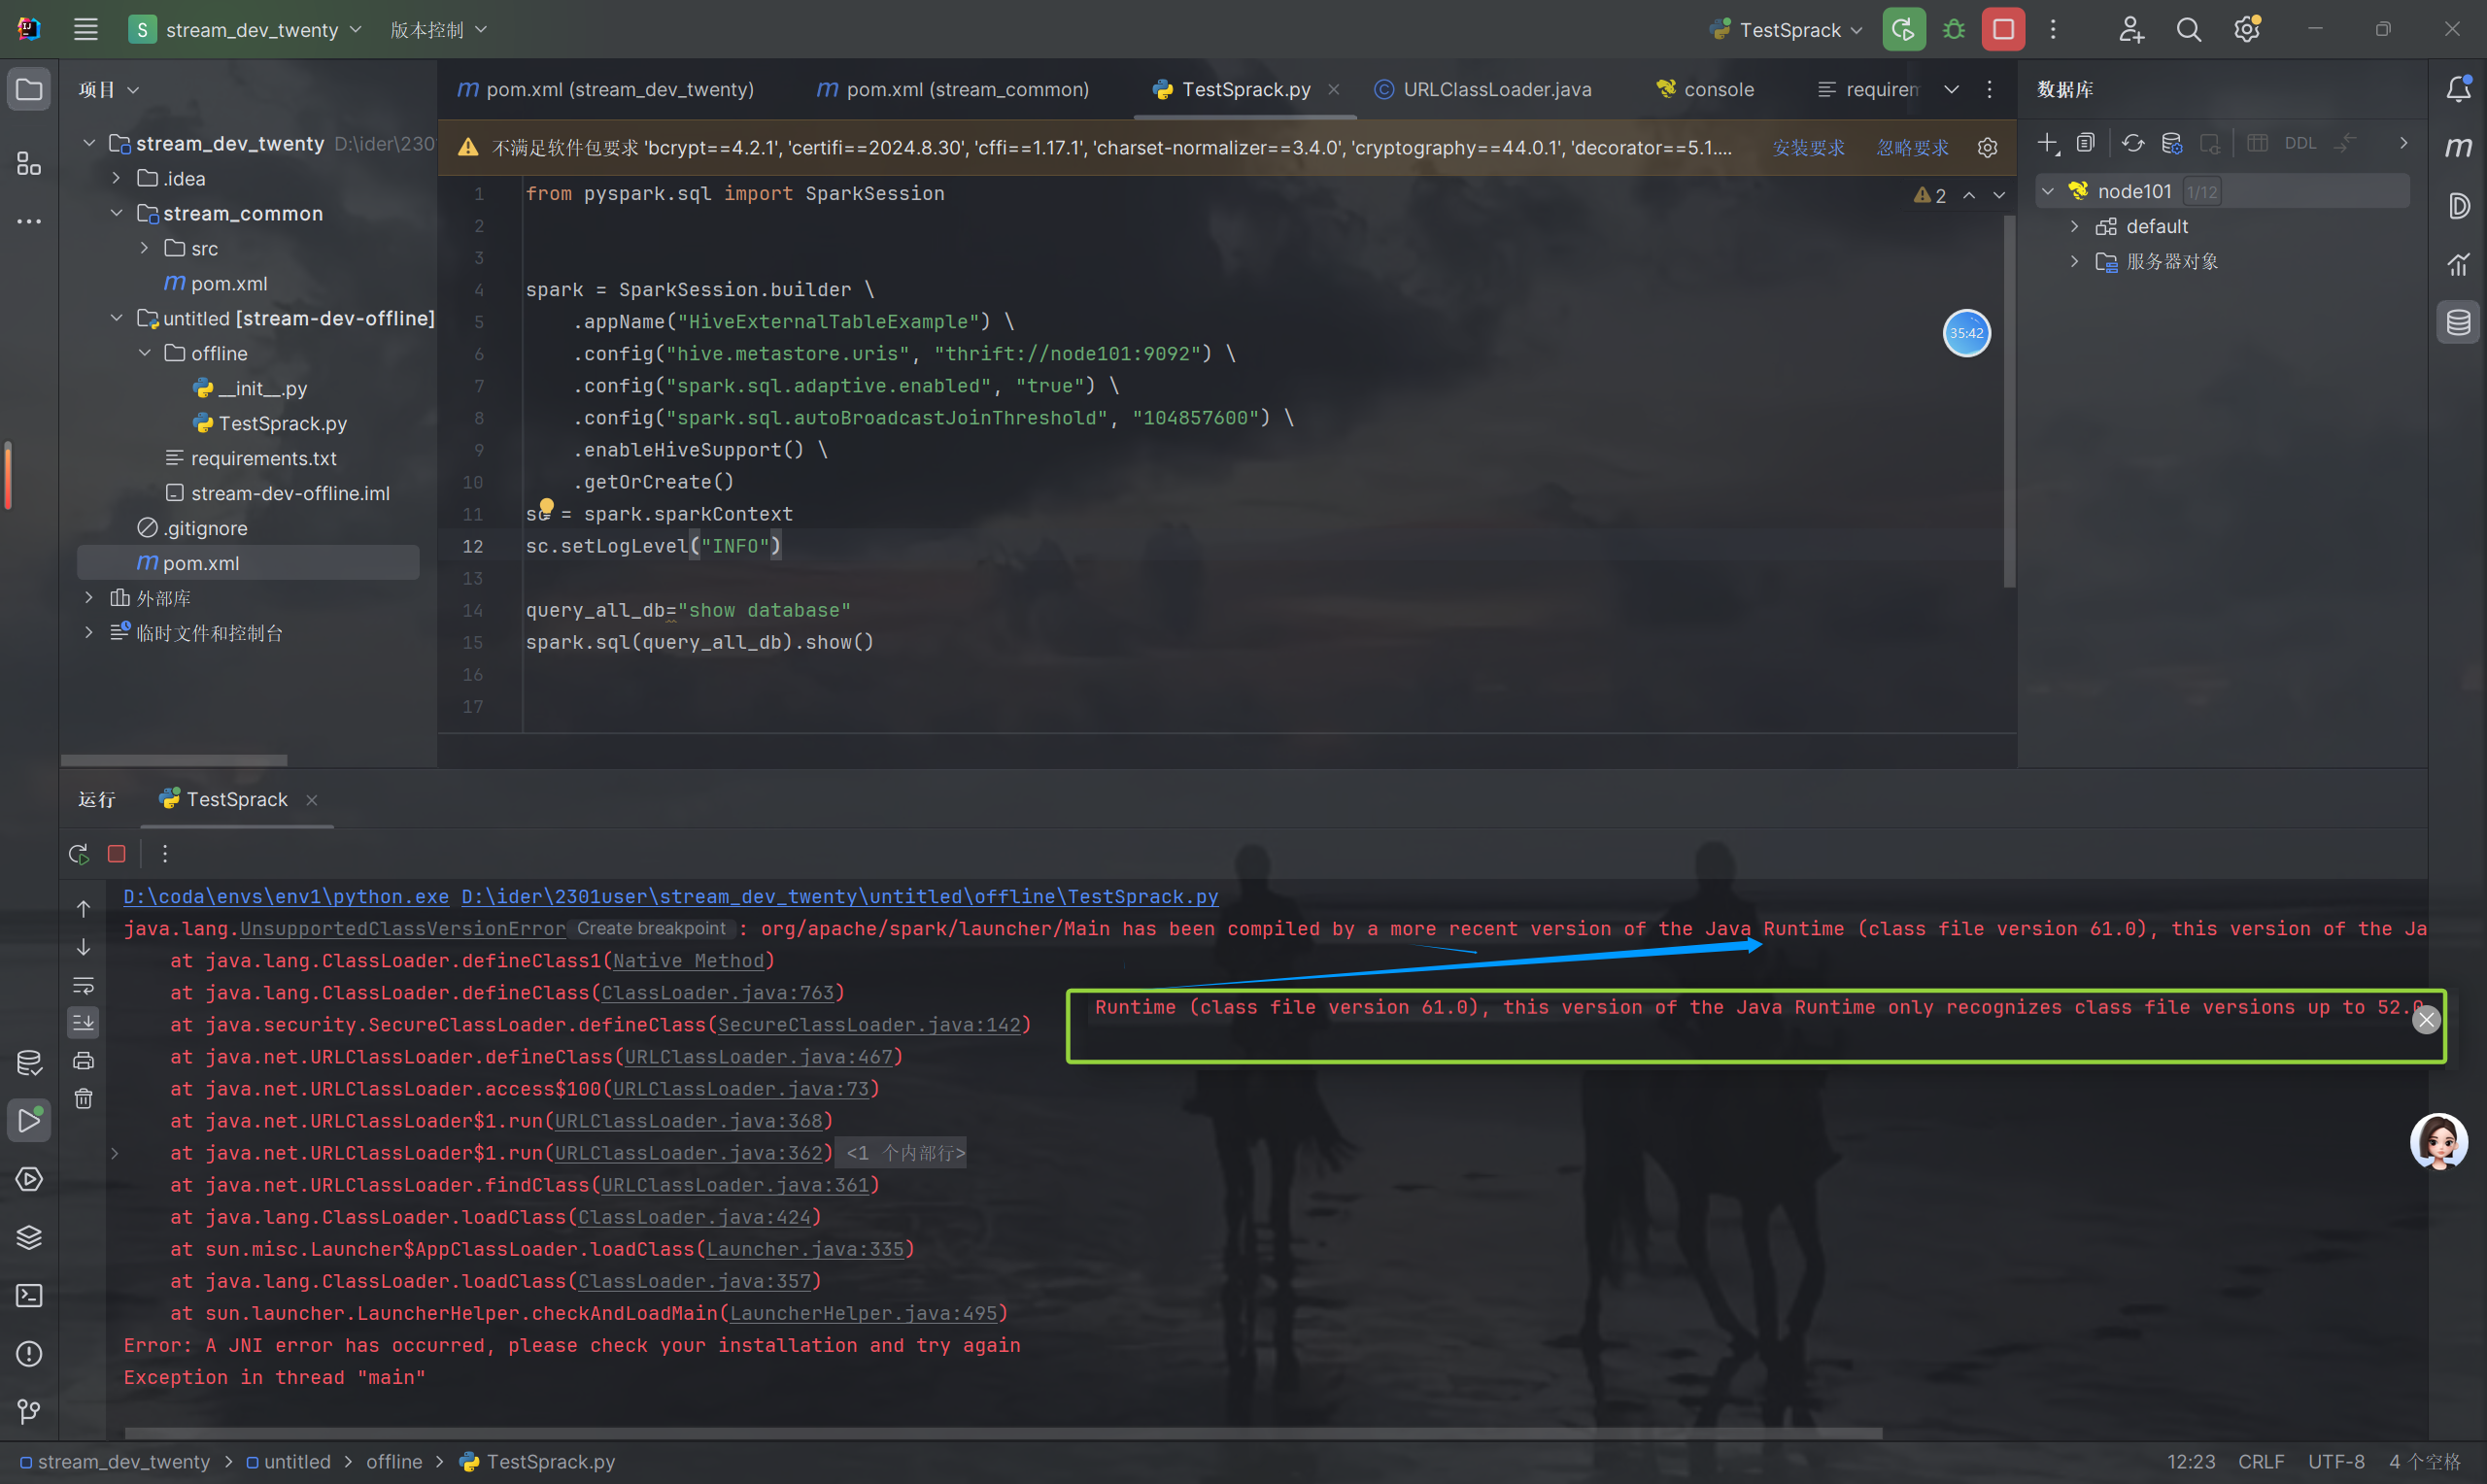 S stream_dev_twenty 版本控制 TestSprack
项目
stream_dev_twenty D:\ider\230
.idea
stream_common
src
m pom.xml
untitled [stream-dev-offline]
offline
__init__.py
TestSprack.py
requirements.txt
stream-dev-offline.iml
.gitignore
m pom.xml
外部库
临时文件和控制台
m pom.xml (stream_dev_twenty) m pom.xml (stream_common) TestSprack.py URLClassLoader.java console requirem
不满足软件包要求 'bcrypt==4.2.1', 'certifi==2024.8.30', 'cffi==1.17.1', 'charset-normalizer==3.4.0', 'cryptography==44.0.1', 'decorator==5.1.... 安装要求 忽略要求
2
1 from pyspark.sql import SparkSession
2
3
4 spark = SparkSession.builder \
5 .appName("HiveExternalTableExample") \
6 .config("hive.metastore.uris", "thrift://node101:9092") \
7 .config("spark.sql.adaptive.enabled", "true") \
8 .config("spark.sql.autoBroadcastJoinThreshold", "104857600") \
9 .enableHiveSupport() \
10 .getOrCreate()
11 sc = spark.sparkContext
12 sc.setLogLevel("INFO")
13
14 query_all_db="show database"
15 spark.sql(query_all_db).show()
16
17
35:42
数据库
DDL
node101 1/12
default
服务器对象
运行 TestSprack
D:\coda\envs\env1\python.exe D:\ider\2301user\stream_dev_twenty\untitled\offline\TestSprack.py
java.lang.UnsupportedClassVersionError Create breakpoint : org/apache/spark/launcher/Main has been compiled by a more recent version of the Java Runtime (class file version 61.0), this version of the Ja
at java.lang.ClassLoader.defineClass1(Native Method)
at java.lang.ClassLoader.defineClass(ClassLoader.java:763)
at java.security.SecureClassLoader.defineClass(SecureClassLoader.java:142)
at java.net.URLClassLoader.defineClass(URLClassLoader.java:467)
at java.net.URLClassLoader.access$100(URLClassLoader.java:73)
at java.net.URLClassLoader$1.run(URLClassLoader.java:368)
at java.net.URLClassLoader$1.run(URLClassLoader.java:362) <1 个内部行>
at java.net.URLClassLoader.findClass(URLClassLoader.java:361)
at java.lang.ClassLoader.loadClass(ClassLoader.java:424)
at sun.misc.Launcher$AppClassLoader.loadClass(Launcher.java:335)
at java.lang.ClassLoader.loadClass(ClassLoader.java:357)
at sun.launcher.LauncherHelper.checkAndLoadMain(LauncherHelper.java:495)
Error: A JNI error has occurred, please check your installation and try again
Exception in thread "main"
Runtime (class file version 61.0), this version of the Java Runtime only recognizes class file versions up to 52.0
stream_dev_twenty > untitled > offline > TestSprack.py
12:23 CRLF UTF-8 4 个空格